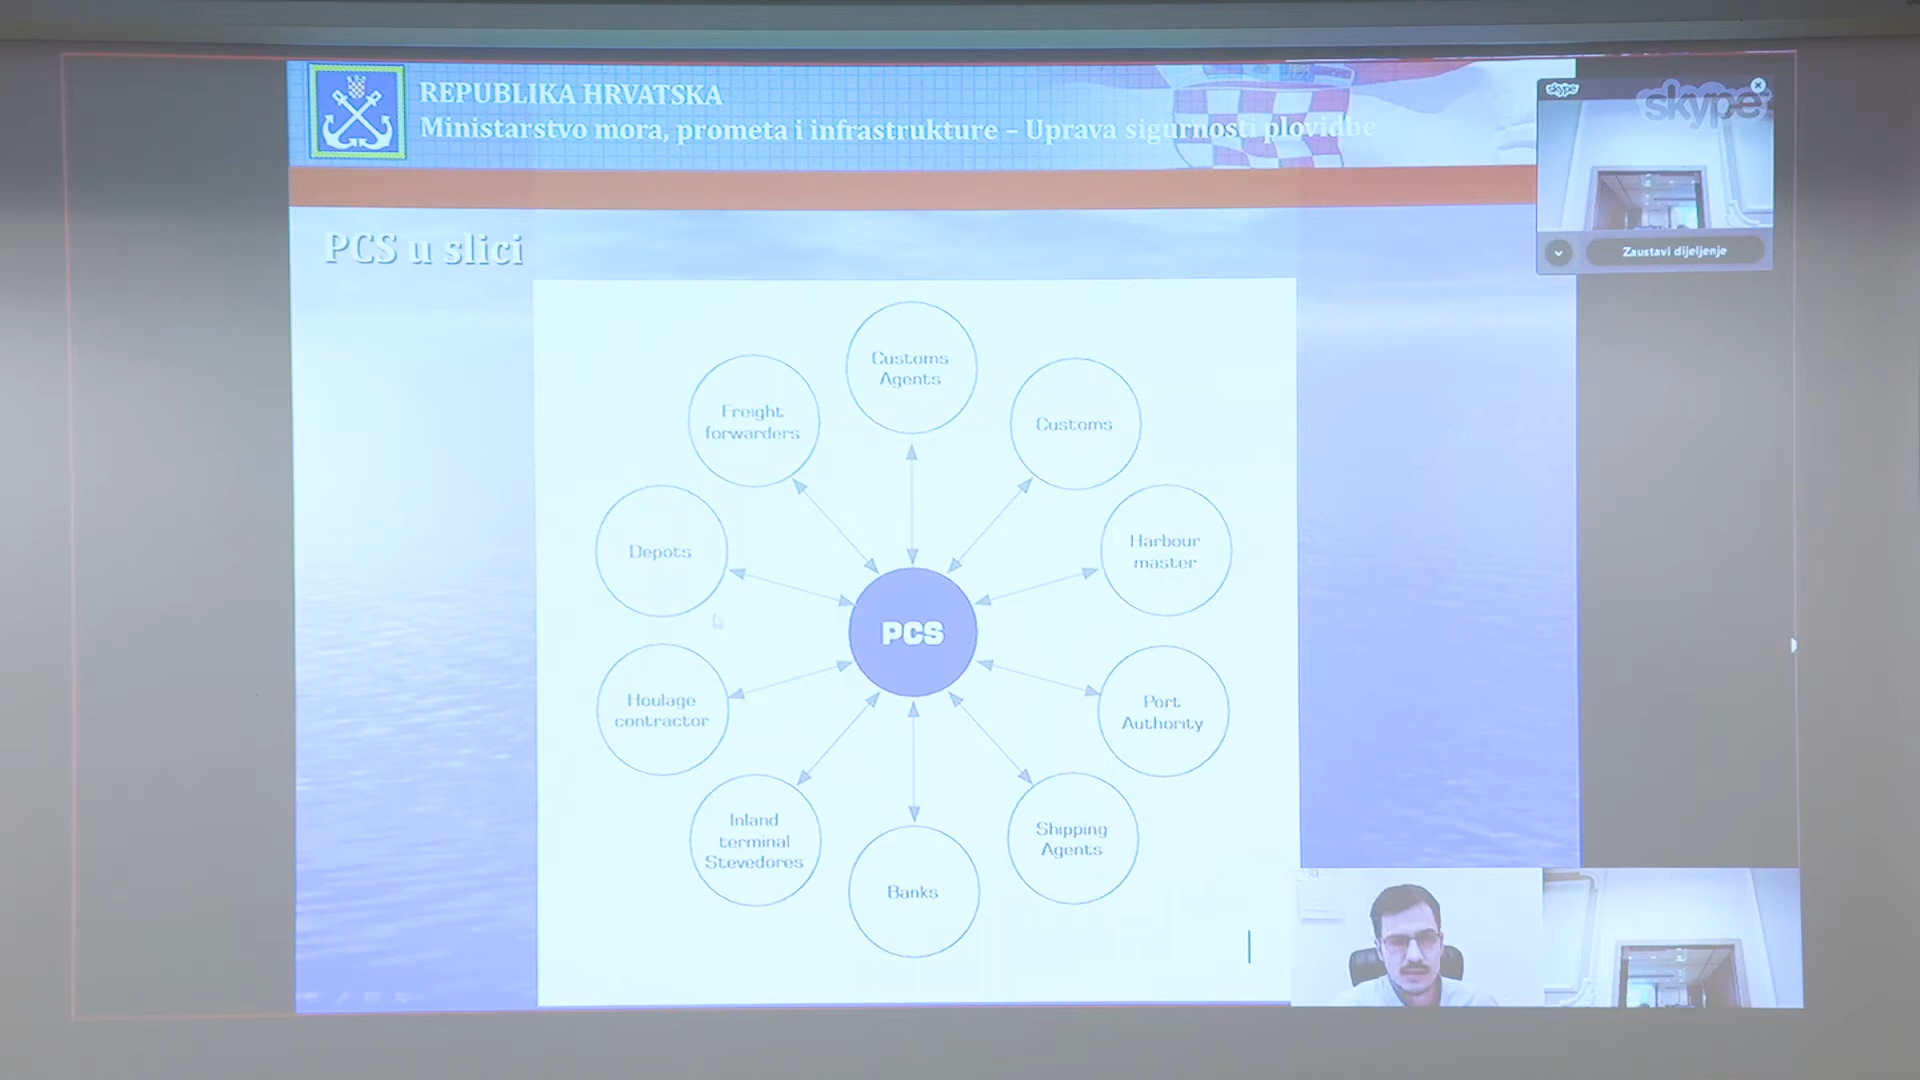 REPUBLIKA HRVATSKA
Ministarstvo mora, prometa i infrastrukture – Uprava sigurnosti plovidbe
skype
skype
Zaustavi dijeljenje
PCS u slici
Customs
Agents
Freight
forwarders
Customs
Depots
Harbour
master
PCS
Houlage
contractor
Port
Authority
Inland
terminal
Stevedores
Shipping
Agents
Banks